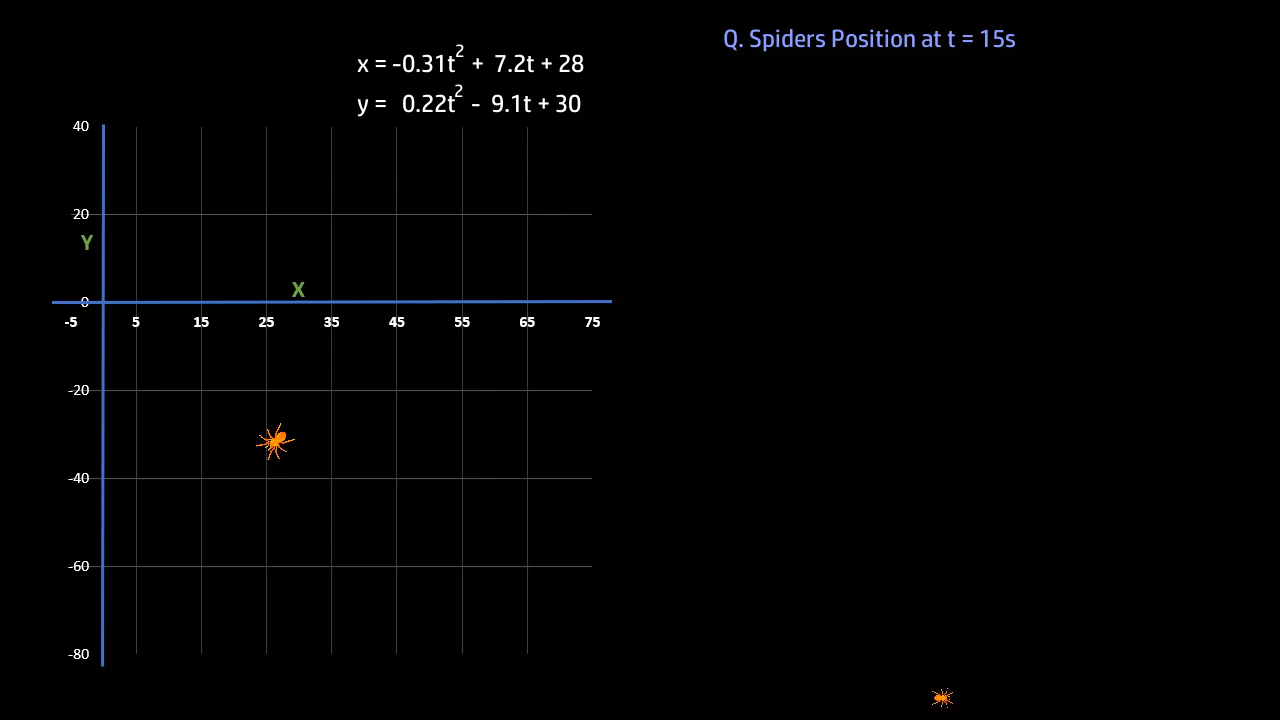 Q. Spiders Position at t = 15s
x = -0.31t² + 7.2t + 28
y = 0.22t² - 9.1t + 30
40
20
Y
X
0
-5 5 15 25 35 45 55 65 75
-20
-40
-60
-80